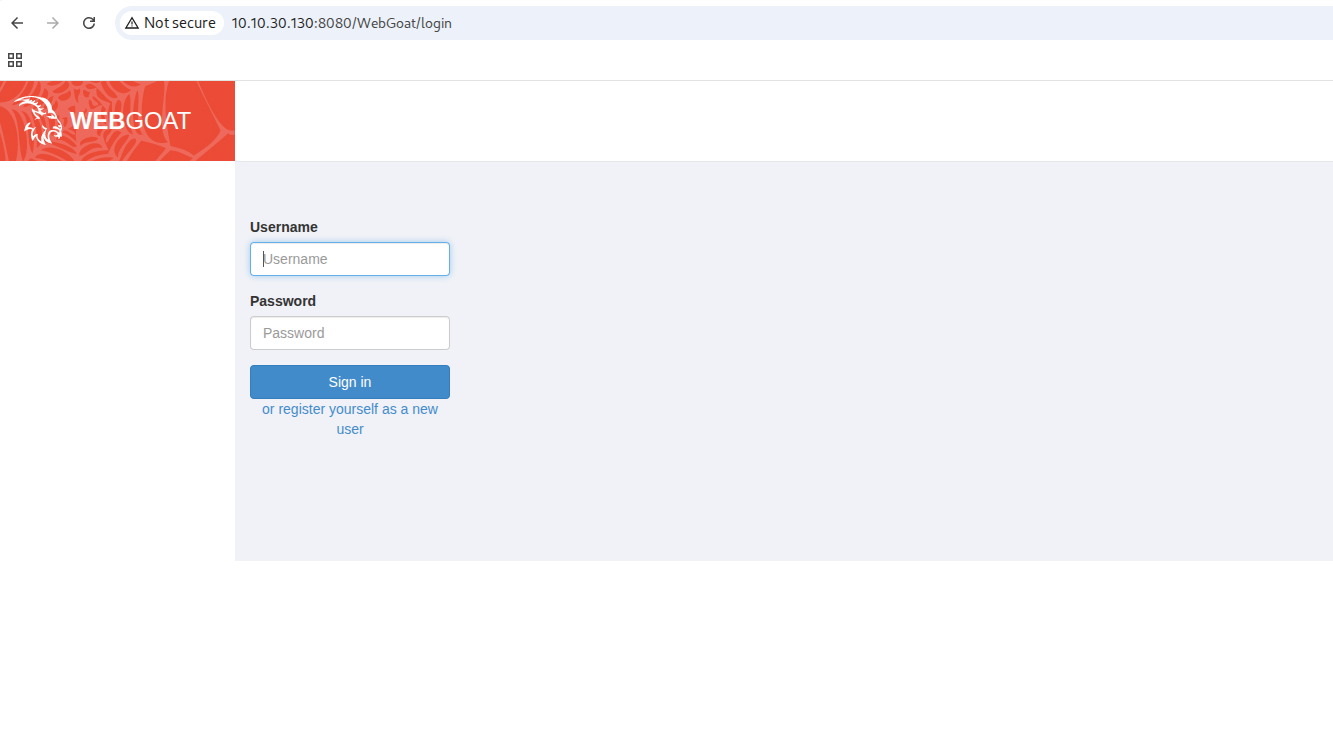 Not secure 10.10.30.130:8080/WebGoat/login
WEBGOAT
Username
Username
Password
Password
Sign in
or register yourself as a new
user